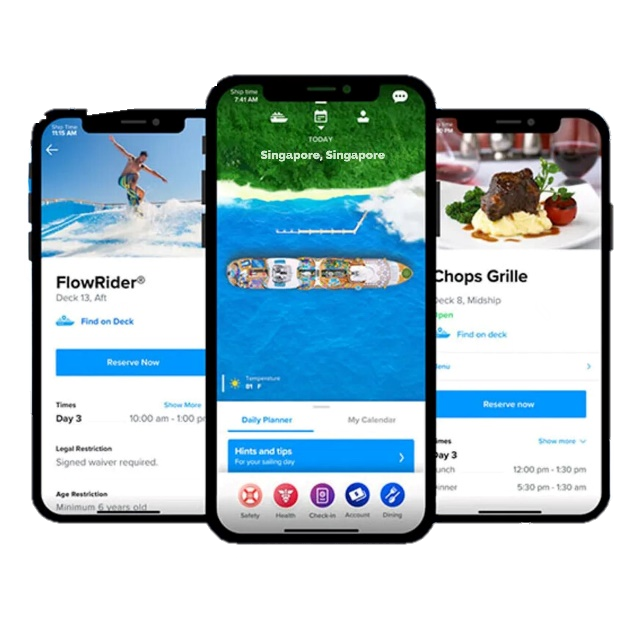 Ship time
11:15 AM
FlowRider®
Deck 13, Aft
Find on Deck
Reserve Now
Times
Show More
Day 3
10:00 am - 1:00 p
Legal Restriction
Signed waiver required.
Age Restriction
Minimum 6 years old
Ship time
7:41 AM
TODAY
Singapore, Singapore
Temperature
81 F
Daily Planner
My Calendar
Hints and tips
For your sailing day
Safety
Health
Check-in
Account
Dining
PM
Chops Grille
Deck 8, Midship
Open
Find on deck
enu
Reserve now
imes
Show more
Day 3
unch
12:00 pm - 1:30 pm
inner
5:30 pm - 1:30 am